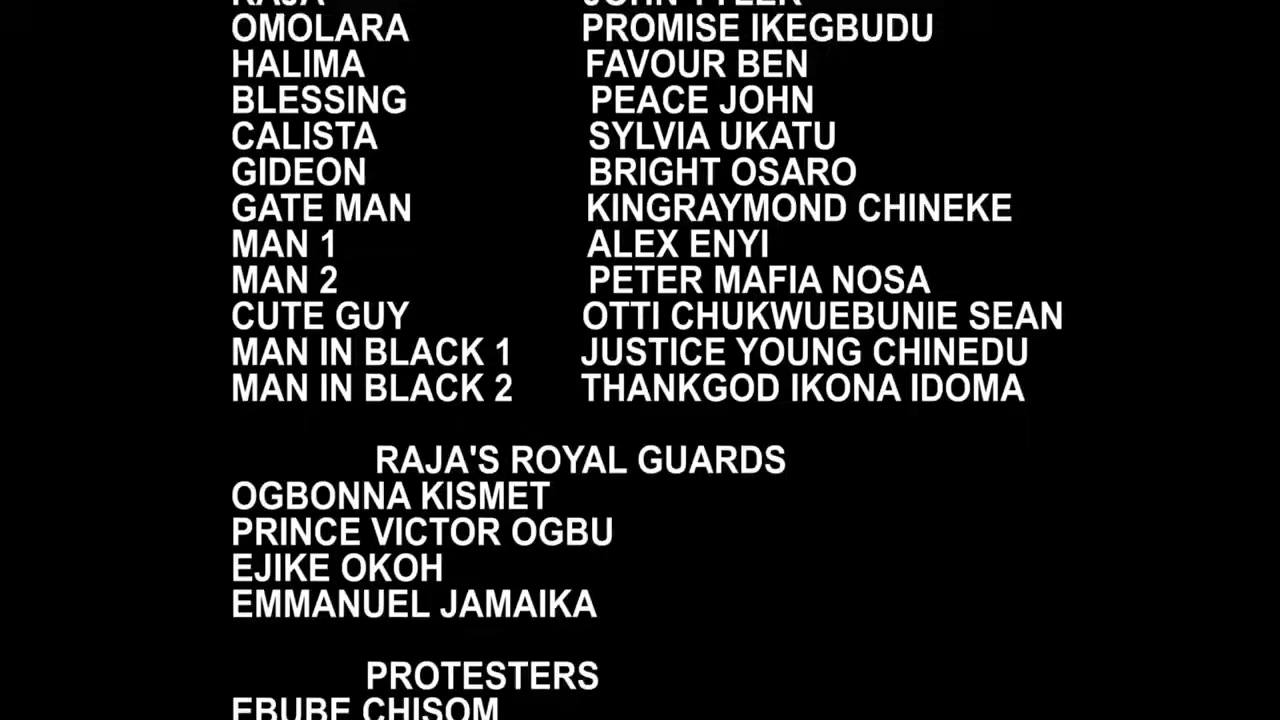 RAJA JOHN TYLER
OMOLARA PROMISE IKEGBUDU
HALIMA FAVOUR BEN
BLESSING PEACE JOHN
CALISTA SYLVIA UKATU
GIDEON BRIGHT OSARO
GATE MAN KINGRAYMOND CHINEKE
MAN 1 ALEX ENYI
MAN 2 PETER MAFIA NOSA
CUTE GUY OTTI CHUKWUEBUNIE SEAN
MAN IN BLACK 1 JUSTICE YOUNG CHINEDU
MAN IN BLACK 2 THANKGOD IKONA IDOMA
RAJA'S ROYAL GUARDS
OGBONNA KISMET
PRINCE VICTOR OGBU
EJIKE OKOH
EMMANUEL JAMAIKA
PROTESTERS
EBUBE CHISOM